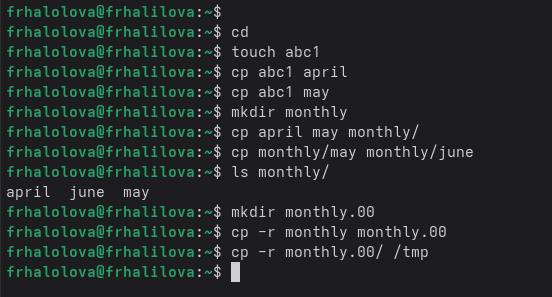 frhalolova@frhalilova:~$
frhalolova@frhalilova:~$ cd
frhalolova@frhalilova:~$ touch abc1
frhalolova@frhalilova:~$ cp abc1 april
frhalolova@frhalilova:~$ cp abc1 may
frhalolova@frhalilova:~$ mkdir monthly
frhalolova@frhalilova:~$ cp april may monthly/
frhalolova@frhalilova:~$ cp monthly/may monthly/june
frhalolova@frhalilova:~$ ls monthly/
april  june  may
frhalolova@frhalilova:~$ mkdir monthly.00
frhalolova@frhalilova:~$ cp -r monthly monthly.00
frhalolova@frhalilova:~$ cp -r monthly.00/ /tmp
frhalolova@frhalilova:~$